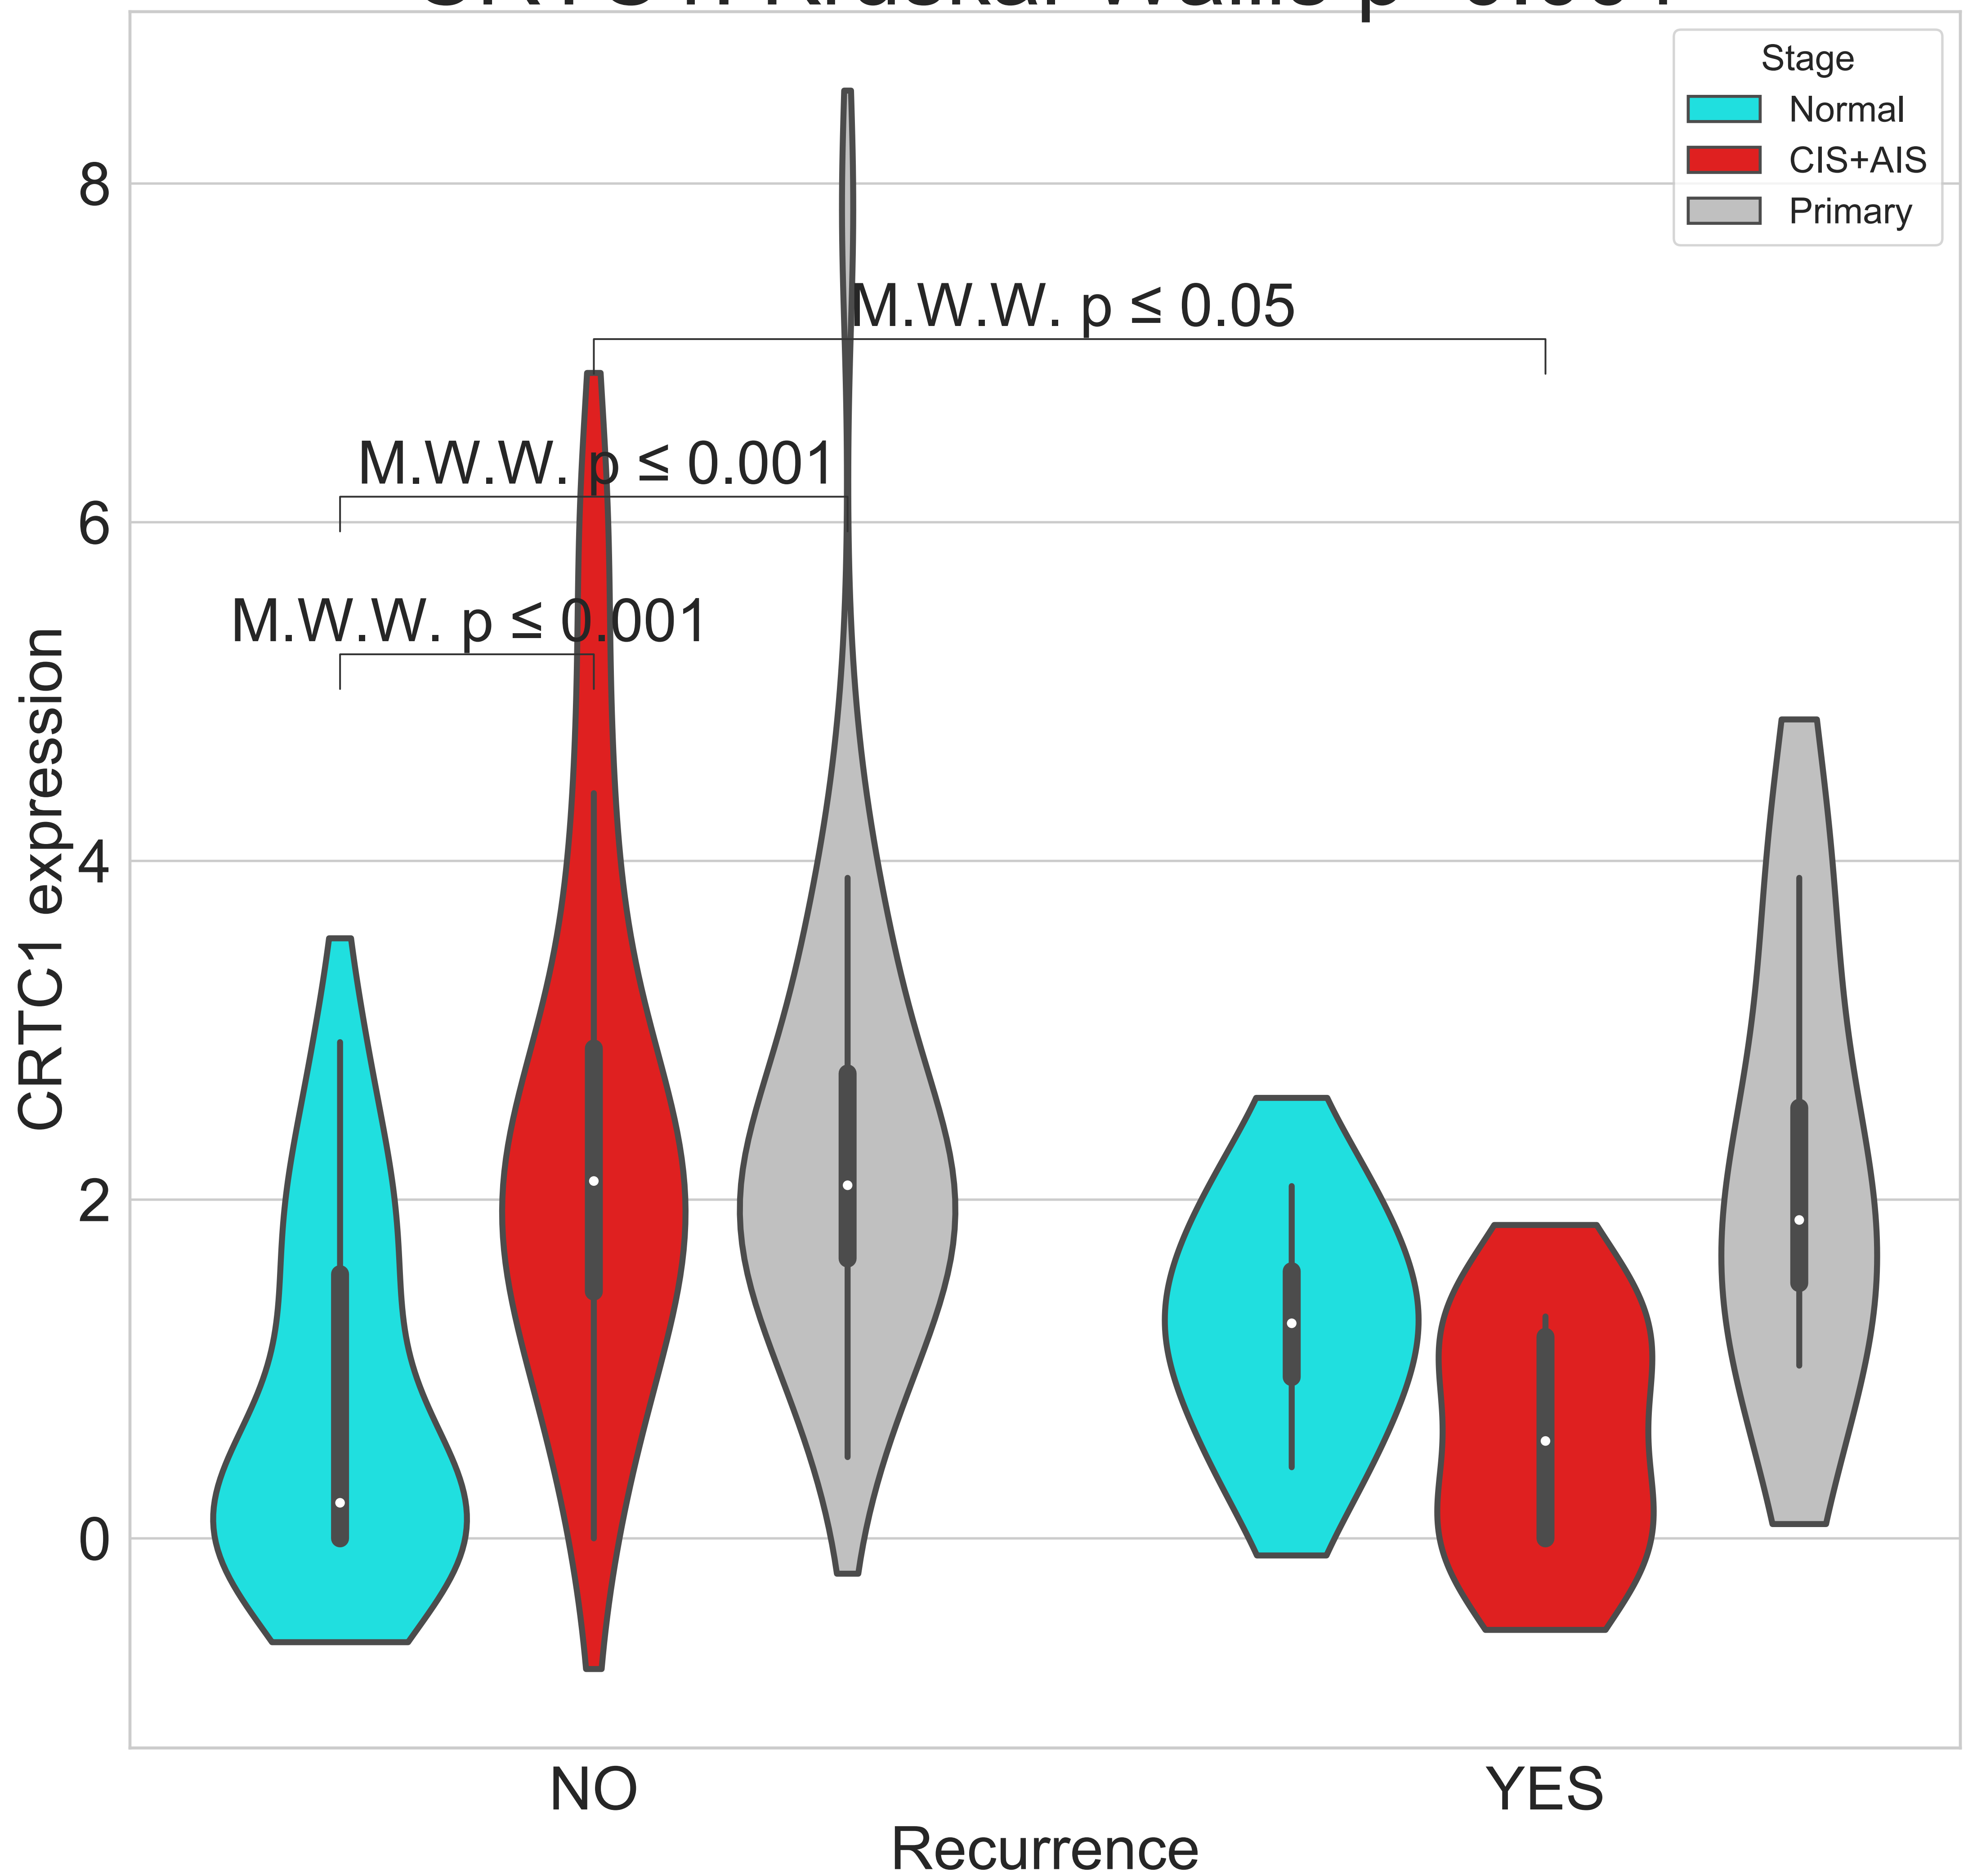 Stage
Normal
CIS+AIS
Primary
8
M.W.W. p ≤ 0.05
M.W.W. p ≤ 0.001
6
M.W.W. p ≤ 0.001
4
2
0
CRTC1 expression
NO
YES
Recurrence